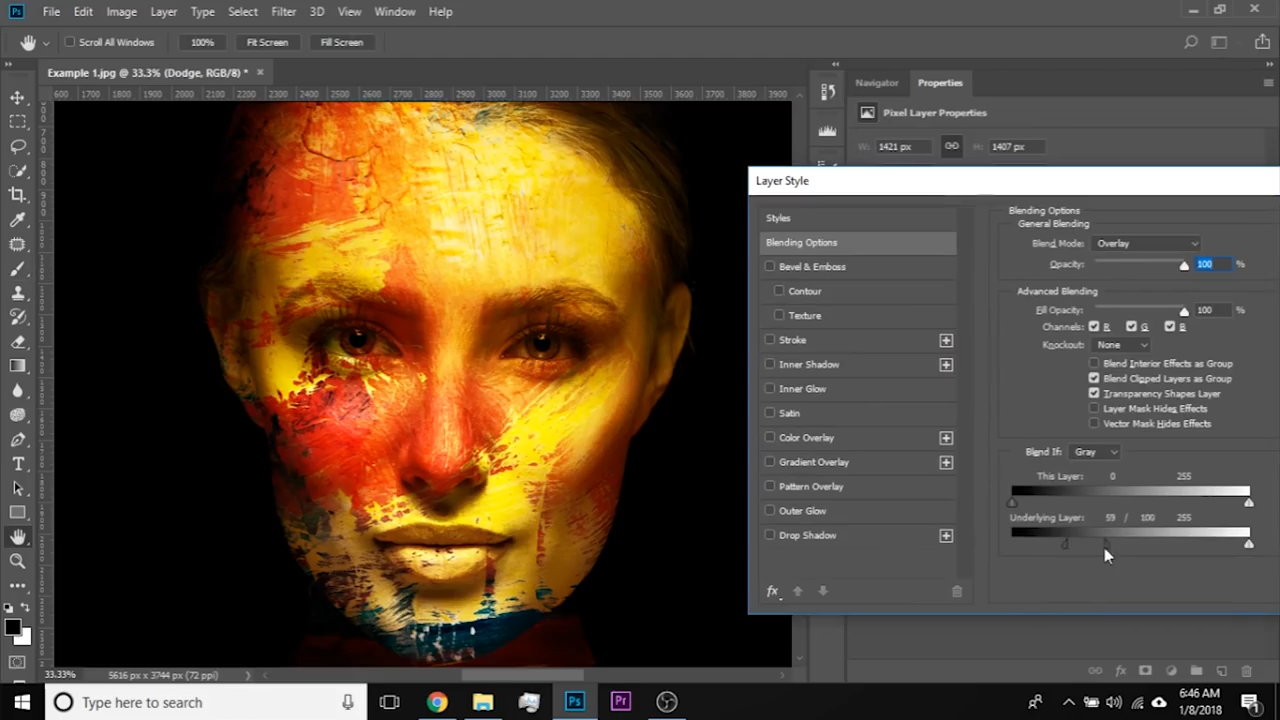 Ps File Edit Image Layer Type Select Filter 3D View Window Help
Scroll All Windows 100% Fit Screen Fill Screen
Example 1.jpg @ 33.3% (Dodge, RGB/8) * ×
Navigator Properties
600 1700 1800 1900 2000 2100 2200 2300 2400 2500 2600 2700 2800 2900 3000 3100 3200 3300 3400 3500 3600 3700 3800 3900
Pixel Layer Properties
W: 1421 px H: 1407 px
Layer Style
Styles
Blending Options
Bevel & Emboss
Contour
Texture
Stroke
Inner Shadow
Inner Glow
Satin
Color Overlay
Gradient Overlay
Pattern Overlay
Outer Glow
Drop Shadow
fx
Blending Options
General Blending
Blend Mode: Overlay
Opacity: 100 %
Advanced Blending
Fill Opacity: 100 %
Channels: R G B
Knockout: None
Blend Interior Effects as Group
Blend Clipped Layers as Group
Transparency Shapes Layer
Layer Mask Hides Effects
Vector Mask Hides Effects
Blend If: Gray
This Layer: 0 255
Underlying Layer: 59 / 100 255
33.33% 5616 px x 3744 px (72 ppi)
fx
Type here to search
Ps
Pr
6:46 AM
1/8/2018
1